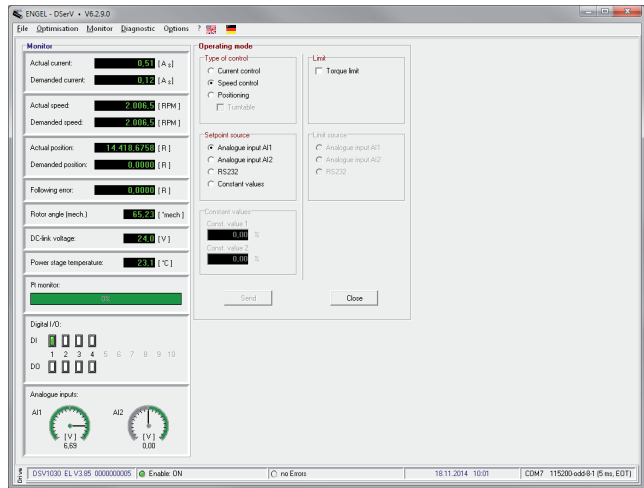 ENGEL - DServ • V6.2.9.0
File Optimisation Monitor Diagnostic Options ?
Monitor
Actual current: 0,51 [A s]
Demanded current: 0,12 [A s]
Actual speed: 2.006,5 [RPM]
Demanded speed: 2.006,5 [RPM]
Actual position: 14.418,6758 [R]
Demanded position: 0,0000 [R]
Following error: 0,0000 [R]
Rotor angle (mech.) 65,23 [°mech]
DC-link voltage: 24,0 [V]
Power stage temperature: 23,1 [°C]
I²t monitor:
0%
Digital I/O:
DI
1 2 3 4 5 6 7 8 9 10
DO
Analogue inputs:
AI1 AI2
[V] [V]
6,69 0,00
Operating mode
Type of control
Current control
Speed control
Positioning
Turntable
Limit
Torque limit
Setpoint source
Analogue input AI1
Analogue input AI2
RS232
Constant values
Limit source
Analogue input AI1
Analogue input AI2
RS232
Constant values
Const. value 1
0,00 %
Const. value 2
0,00 %
Send Close
Drive DSV1030 EL V3.85 0000000005 Enable: ON no Errors 18.11.2014 10:01 COM7 115200-odd-8-1 (5 ms, EOT)